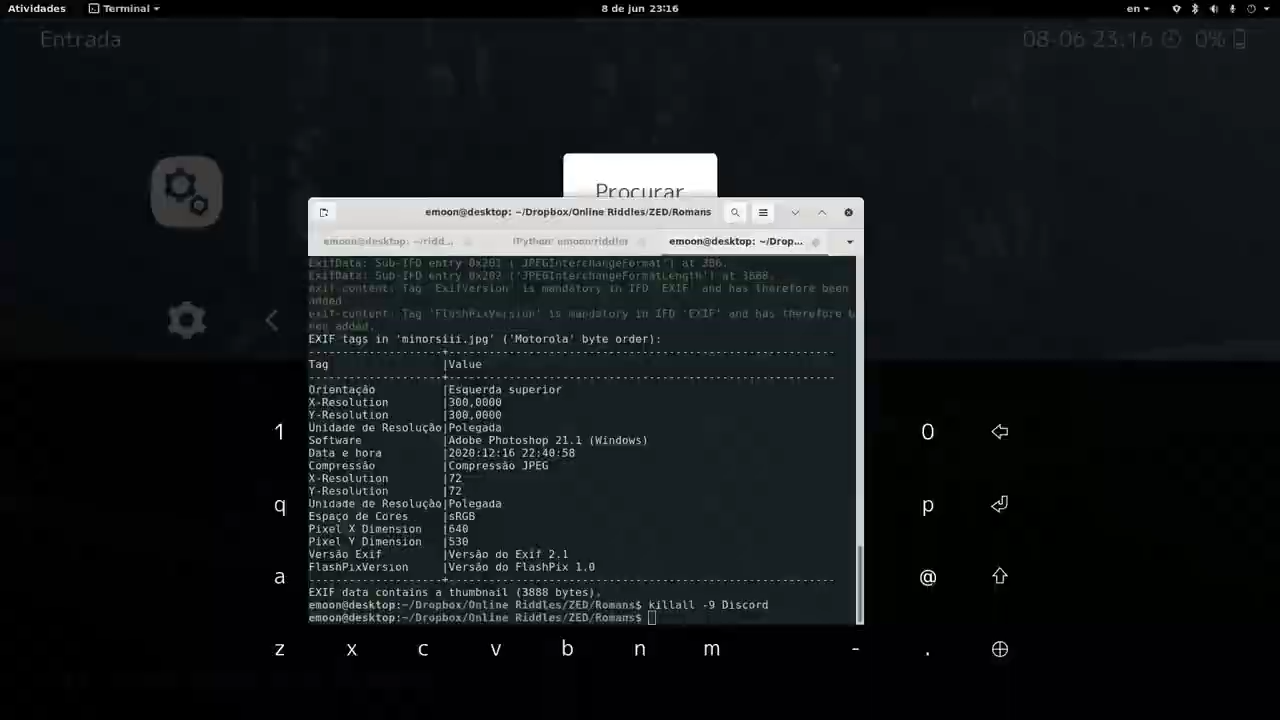 Atividades Terminal 8 de jun 23:16 en
Entrada 08-06 23:16 0%
Procurar
emoon@desktop: ~/Dropbox/Online Riddles/ZED/Romans
emoon@desktop: ~/ridd... IPython: emoon/riddler emoon@desktop: ~/Drop...
ExifData: Sub-IFD entry 0x201 ('JPEGInterchangeFormat') at 306.
ExifData: Sub-IFD entry 0x202 ('JPEGInterchangeFormatLength') at 3888.
exif-content: Tag 'ExifVersion' is mandatory in IFD 'EXIF' and has therefore been
added.
exif-content: Tag 'FlashPixVersion' is mandatory in IFD 'EXIF' and has therefore b
een added.
EXIF tags in 'minorsiii.jpg' ('Motorola' byte order):
--------------------+----------------------------------------------------------
Tag |Value
--------------------+----------------------------------------------------------
Orientação |Esquerda superior
X-Resolution |300,0000
Y-Resolution |300,0000
Unidade de Resolução|Polegada
Software |Adobe Photoshop 21.1 (Windows)
Data e hora |2020:12:16 22:40:58
Compressão |Compressão JPEG
X-Resolution |72
Y-Resolution |72
Unidade de Resolução|Polegada
Espaço de Cores |sRGB
Pixel X Dimension |640
Pixel Y Dimension |530
Versão Exif |Versão do Exif 2.1
FlashPixVersion |Versão do FlashPix 1.0
--------------------+----------------------------------------------------------
EXIF data contains a thumbnail (3888 bytes).
emoon@desktop:~/Dropbox/Online Riddles/ZED/Romans$ killall -9 Discord
emoon@desktop:~/Dropbox/Online Riddles/ZED/Romans$
1 0
q p
a @
z x c v b n m - .